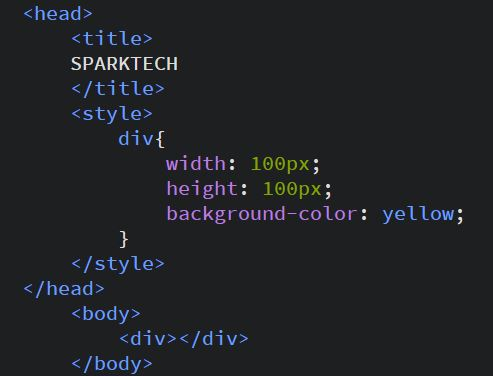 <head>
<title>
SPARKTECH
</title>
<style>
div{
width: 100px;
height: 100px;
background-color: yellow;
}
</style>
</head>
<body>
<div></div>
</body>